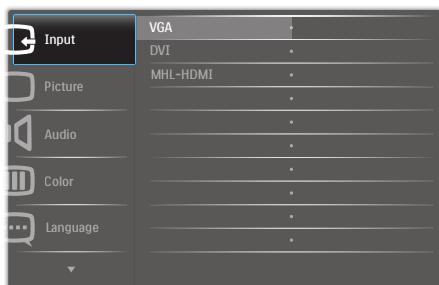 Input
Picture
Audio
Color
Language
VGA
DVI
MHL-HDMI